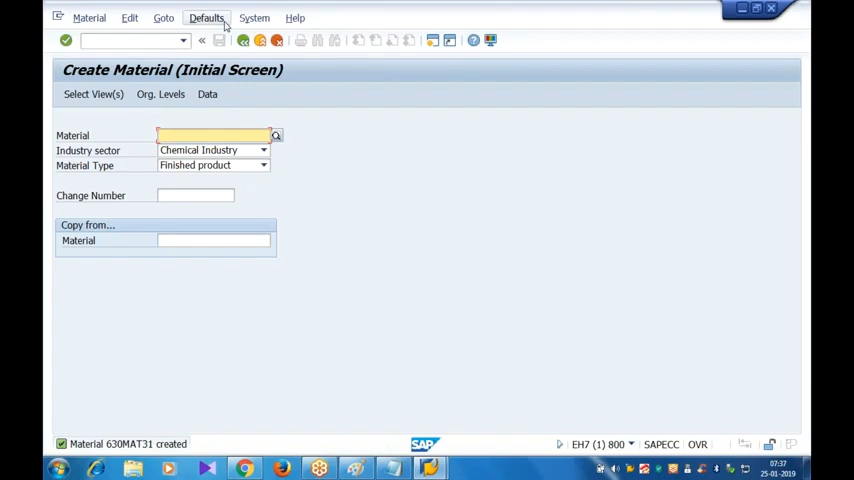 Material Edit Goto Defaults System Help
Create Material (Initial Screen)
Select View(s) Org. Levels Data
Material
Industry sector Chemical Industry
Material Type Finished product
Change Number
Copy from...
Material
Material 630MAT31 created
SAP EH7 (1) 800 SAPECC OVR
07:37
25-01-2019